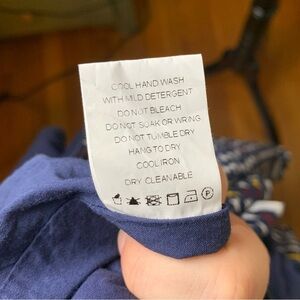 COOL HAND WASH
WITH MILD DETERGENT
DO NOT BLEACH
DO NOT SOAK OR WRING
DO NOT TUMBLE DRY
HANG TO DRY
COOL IRON
DRY CLEANABLE
P